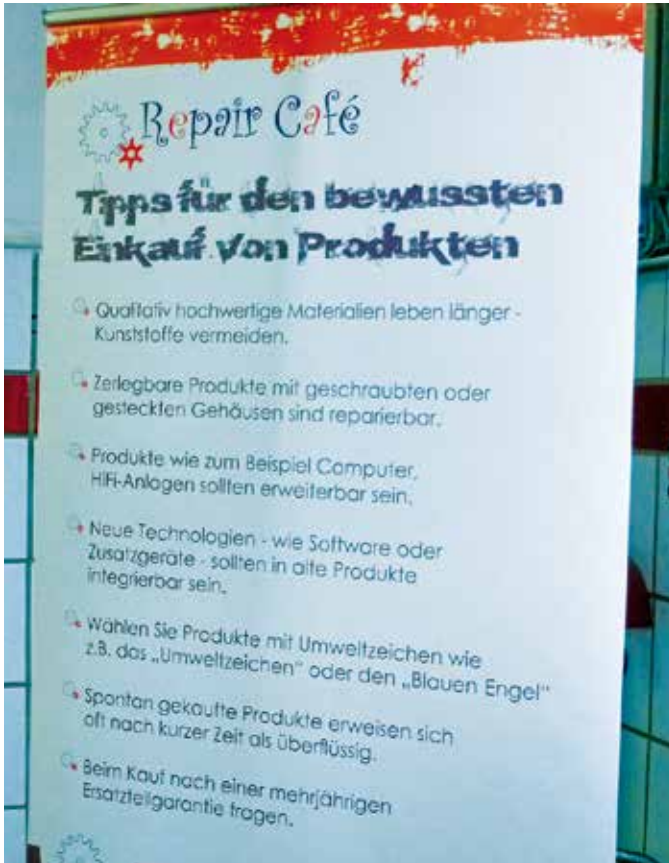 Repair Café
Tipps für den bewussten
Einkauf von Produkten
Qualitativ hochwertige Materialien leben länger -
Kunststoffe vermeiden.
Zerlegbare Produkte mit geschraubten oder
gesteckten Gehäusen sind reparierbar.
Produkte wie zum Beispiel Computer,
HiFi-Anlagen sollten erweiterbar sein.
Neue Technologien - wie Software oder
Zusatzgeräte - sollten in alte Produkte
integrierbar sein.
Wählen Sie Produkte mit Umweltzeichen wie
z.B. das „Umweltzeichen“ oder den „Blauen Engel“
Spontan gekaufte Produkte erweisen sich
oft nach kurzer Zeit als überflüssig.
Beim Kauf nach einer mehrjährigen
Ersatzteilgarantie fragen.